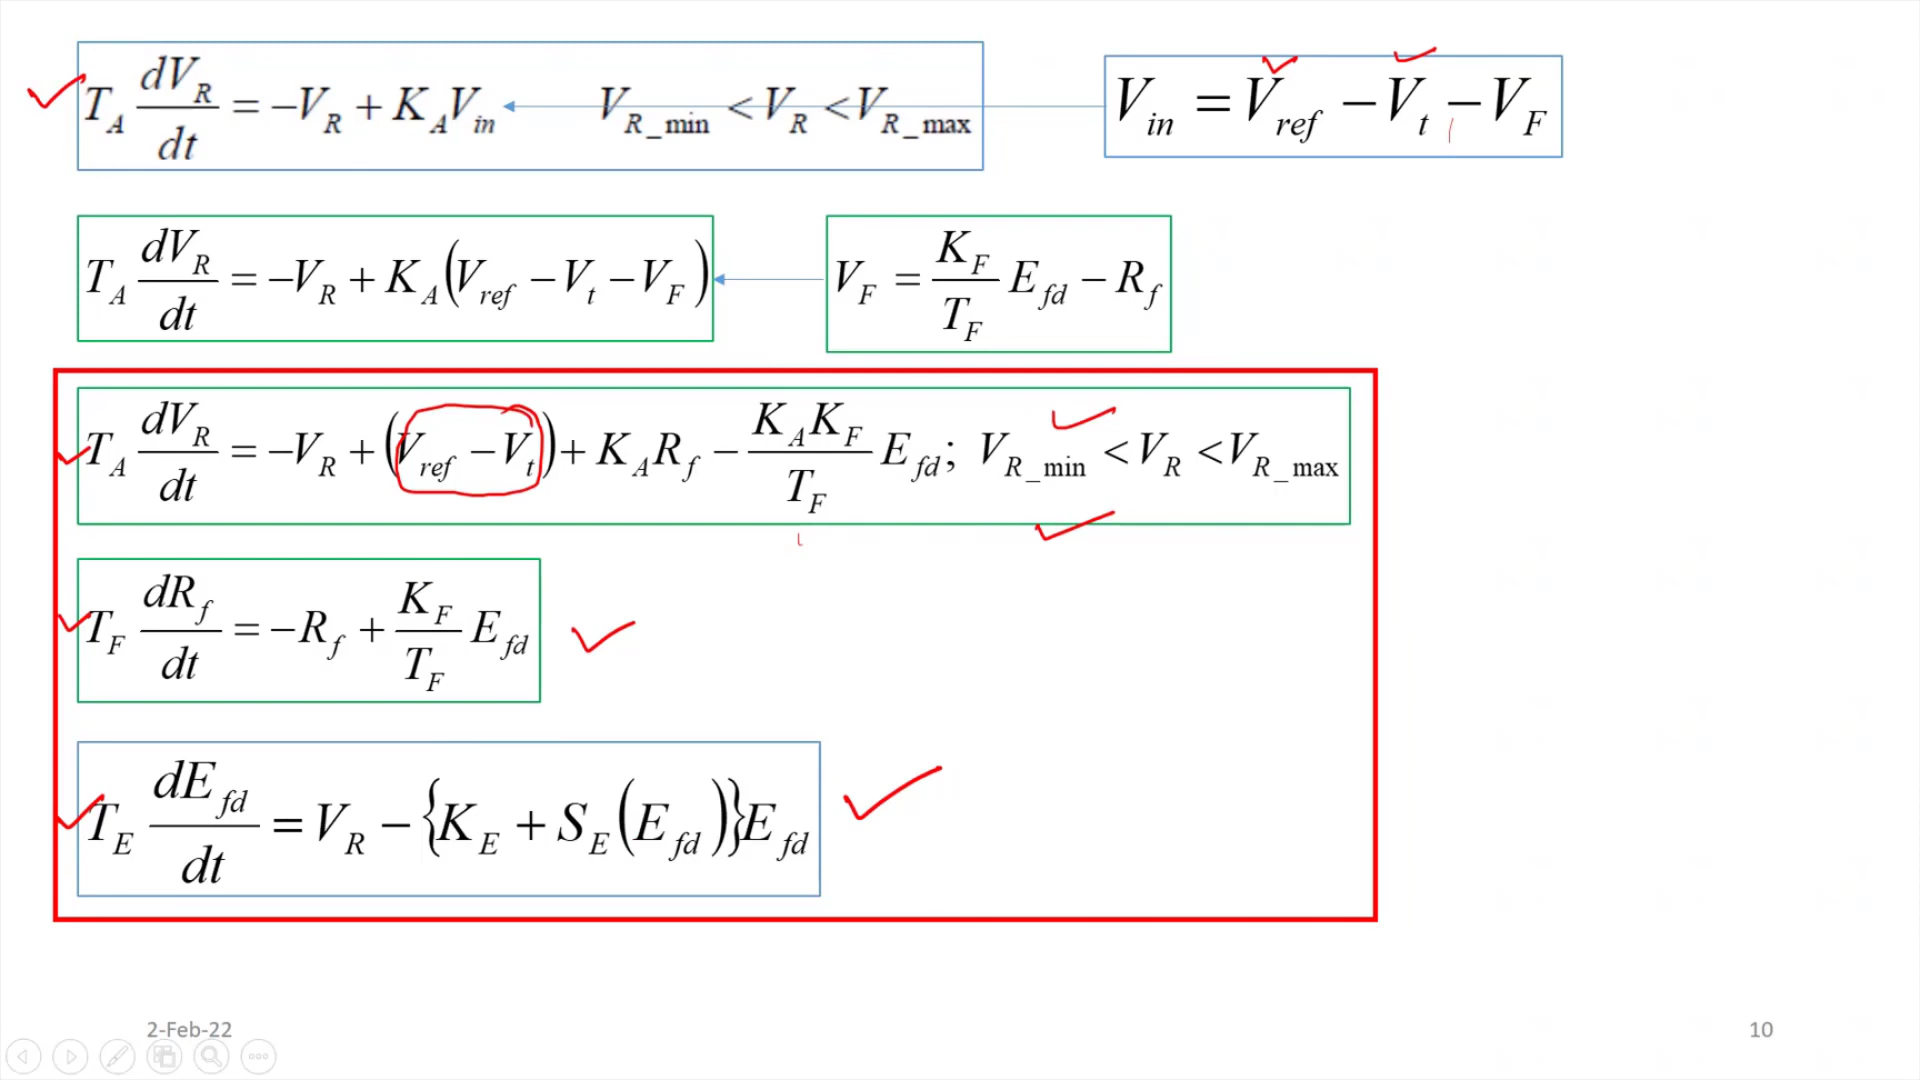 T_A dV_R/dt = −V_R + K_A V_in   V_R_min < V_R < V_R_max   V_in = V_ref − V_t − V_F
T_A dV_R/dt = −V_R + K_A (V_ref − V_t − V_F)   V_F = K_F/T_F E_fd − R_f
T_A dV_R/dt = −V_R + (V_ref − V_t) + K_A R_f − K_A K_F/T_F E_fd; V_R_min < V_R < V_R_max
T_F dR_f/dt = −R_f + K_F/T_F E_fd
T_E dE_fd/dt = V_R − {K_E + S_E (E_fd)} E_fd
2-Feb-22   10